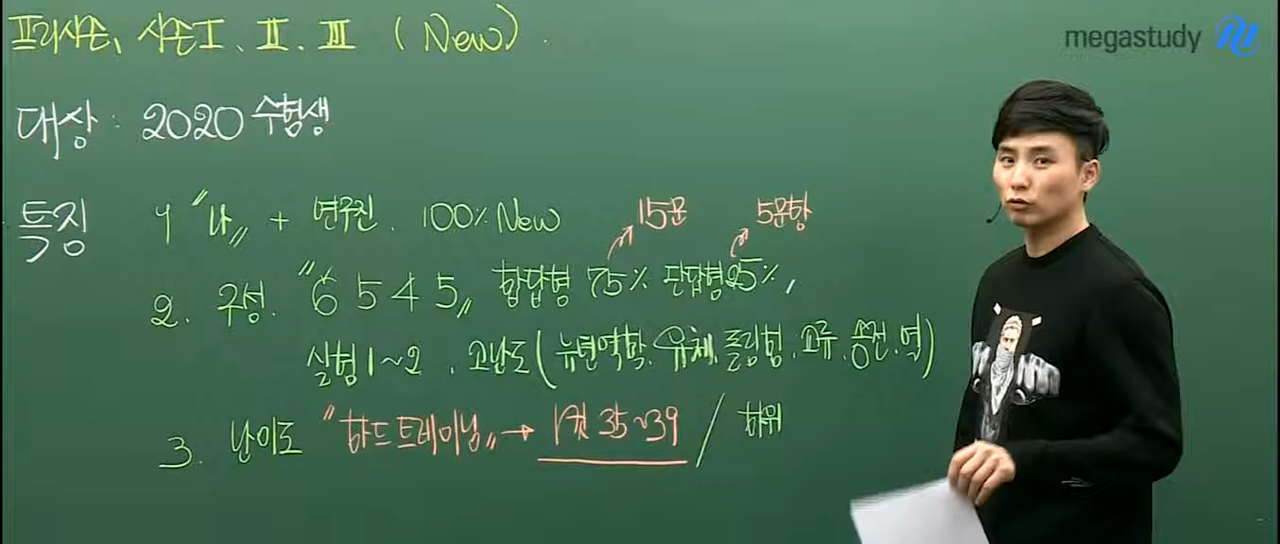 프리시즌, 시즌Ⅰ. Ⅱ. Ⅲ (New).
megastudy
대상 : 2020 수험생
15문 5문항
특징 1 "나" + 연구진. 100% New
2. 구성. "6 5 4 5" 합답형 75% 단답형 25%,
실험 1~2. 고난도 (뉴턴역학. 유체. 돌림힘. 교류. 송전. 열)
3. 난이도 "하드트레이닝" → 1컷 35~39 / 하위